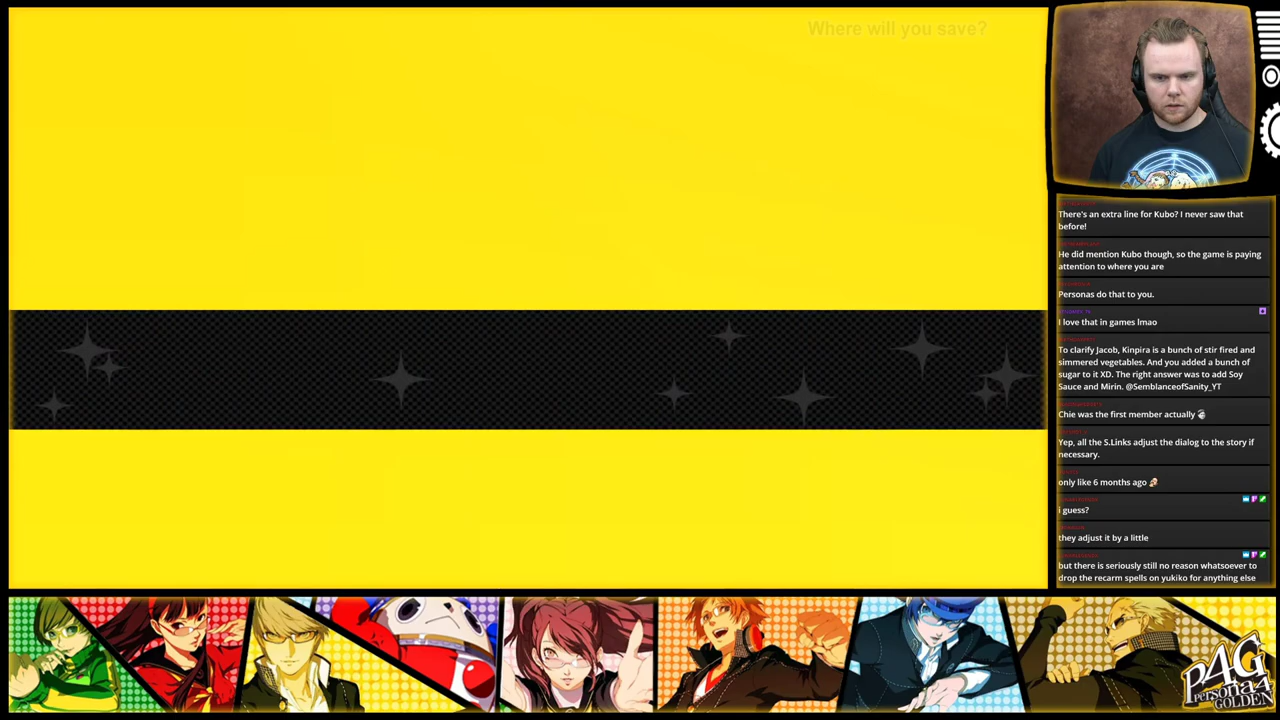 Where will you save?
There's an extra line for Kubo? I never saw that
before!
He did mention Kubo though, so the game is paying
attention to where you are
Personas do that to you.
I love that in games lmao
To clarify Jacob, Kinpira is a bunch of stir fried and
simmered vegetables. And you added a bunch of
sugar to it XD. The right answer was to add Soy
Sauce and Mirin. @SemblanceofSanity_YT
Chie was the first member actually
Yep, all the S.Links adjust the dialog to the story if
necessary.
only like 6 months ago
i guess?
they adjust it by a little
but there is seriously still no reason whatsoever to
drop the recarm spells on yukiko for anything else
P4G
Persona4
GOLDEN